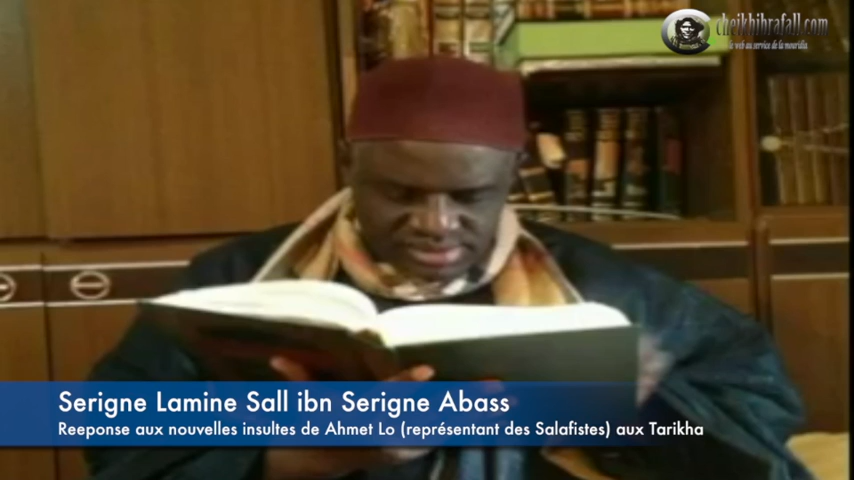 cheikhibrafall.com
le web au service de la mouridia
Serigne Lamine Sall ibn Serigne Abass
Reeponse aux nouvelles insultes de Ahmet Lo (représentant des Salafistes) aux Tarikha